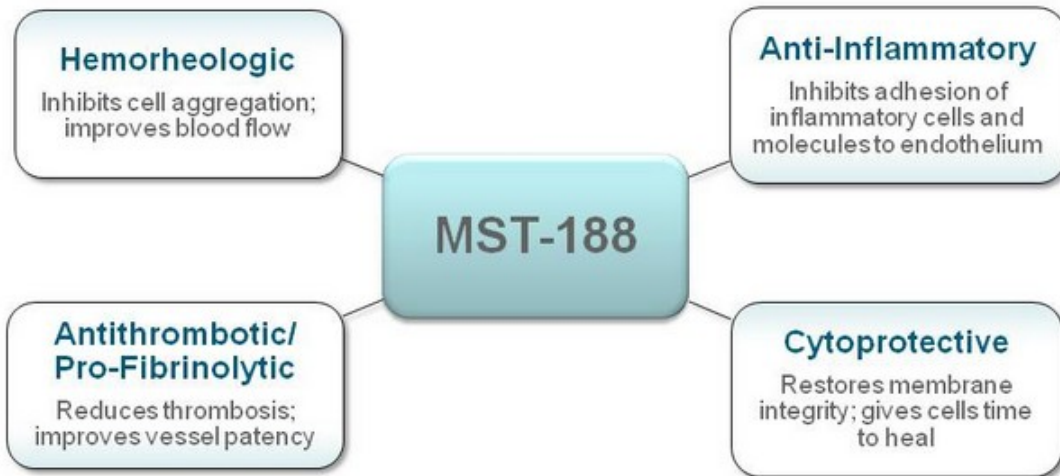 Hemorheologic
Inhibits cell aggregation;
improves blood flow
Anti-Inflammatory
Inhibits adhesion of
inflammatory cells and
molecules to endothelium
MST-188
Antithrombotic/
Pro-Fibrinolytic
Reduces thrombosis;
improves vessel patency
Cytoprotective
Restores membrane
integrity; gives cells time
to heal